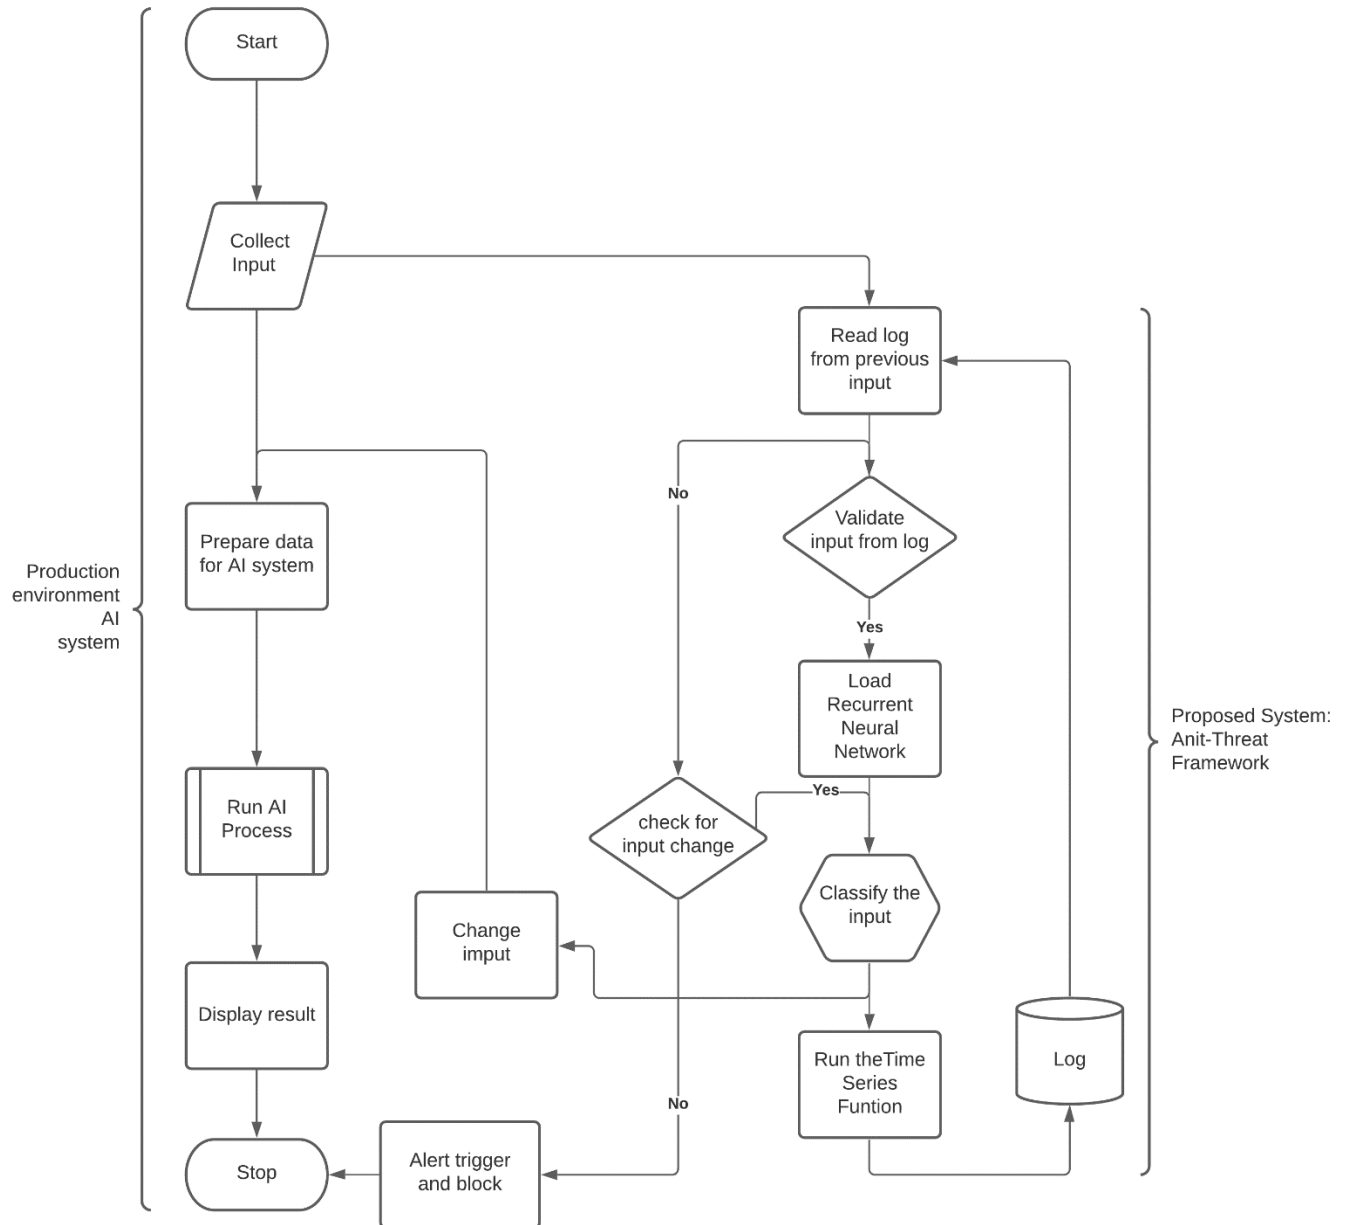 Start
Collect
Input
Read log
from previous
input
No
Validate
input from log
Prepare data
for AI system
Production
environment
AI
system
Yes
Load
Recurrent
Neural
Network
Proposed System:
Anit-Threat
Framework
Yes
Run AI
Process
check for
input change
Classify the
input
Change
imput
Display result
Run theTime
Series
Funtion
Log
No
Alert trigger
and block
Stop